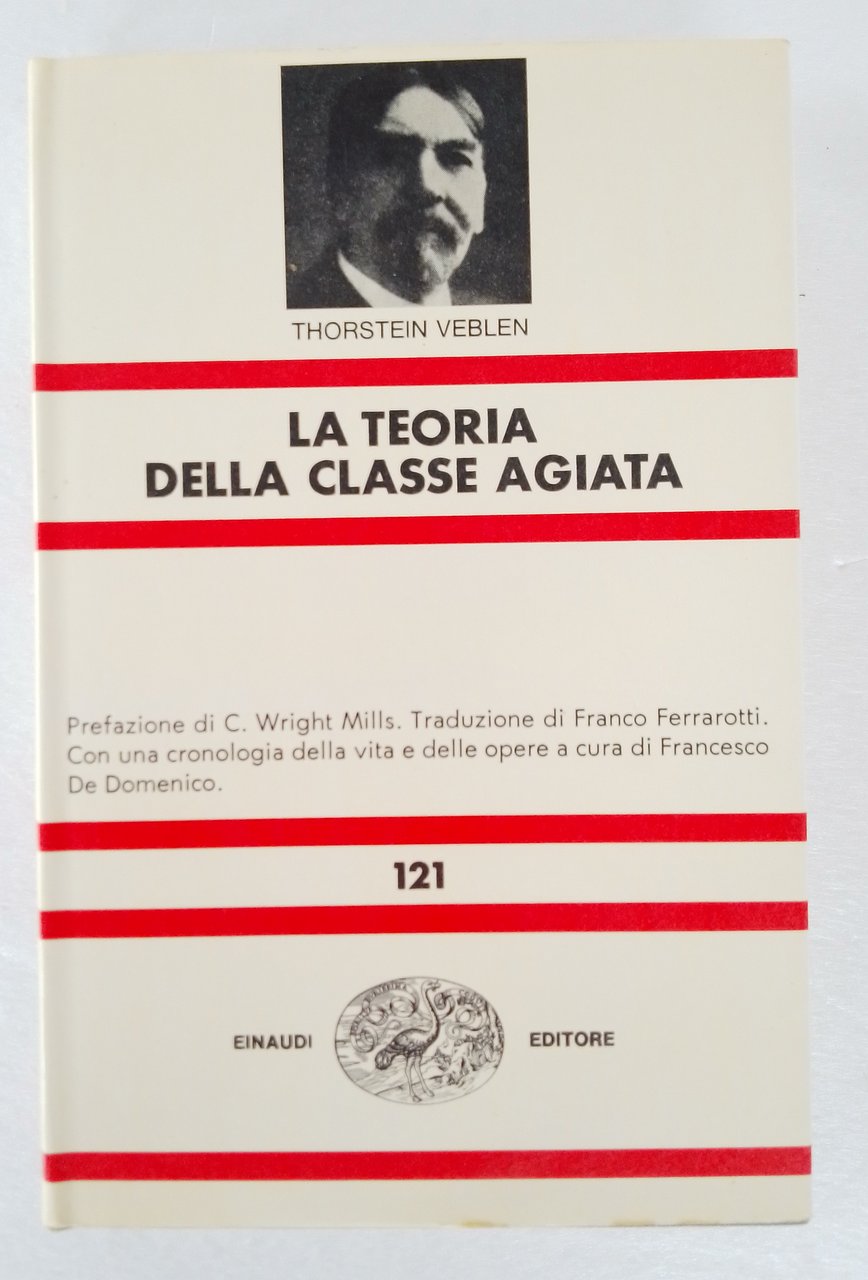 THORSTEIN VEBLEN
LA TEORIA
DELLA CLASSE AGIATA
Prefazione di C. Wright Mills. Traduzione di Franco Ferrarotti.
Con una cronologia della vita e delle opere a cura di Francesco
De Domenico.
121
EINAUDI EDITORE